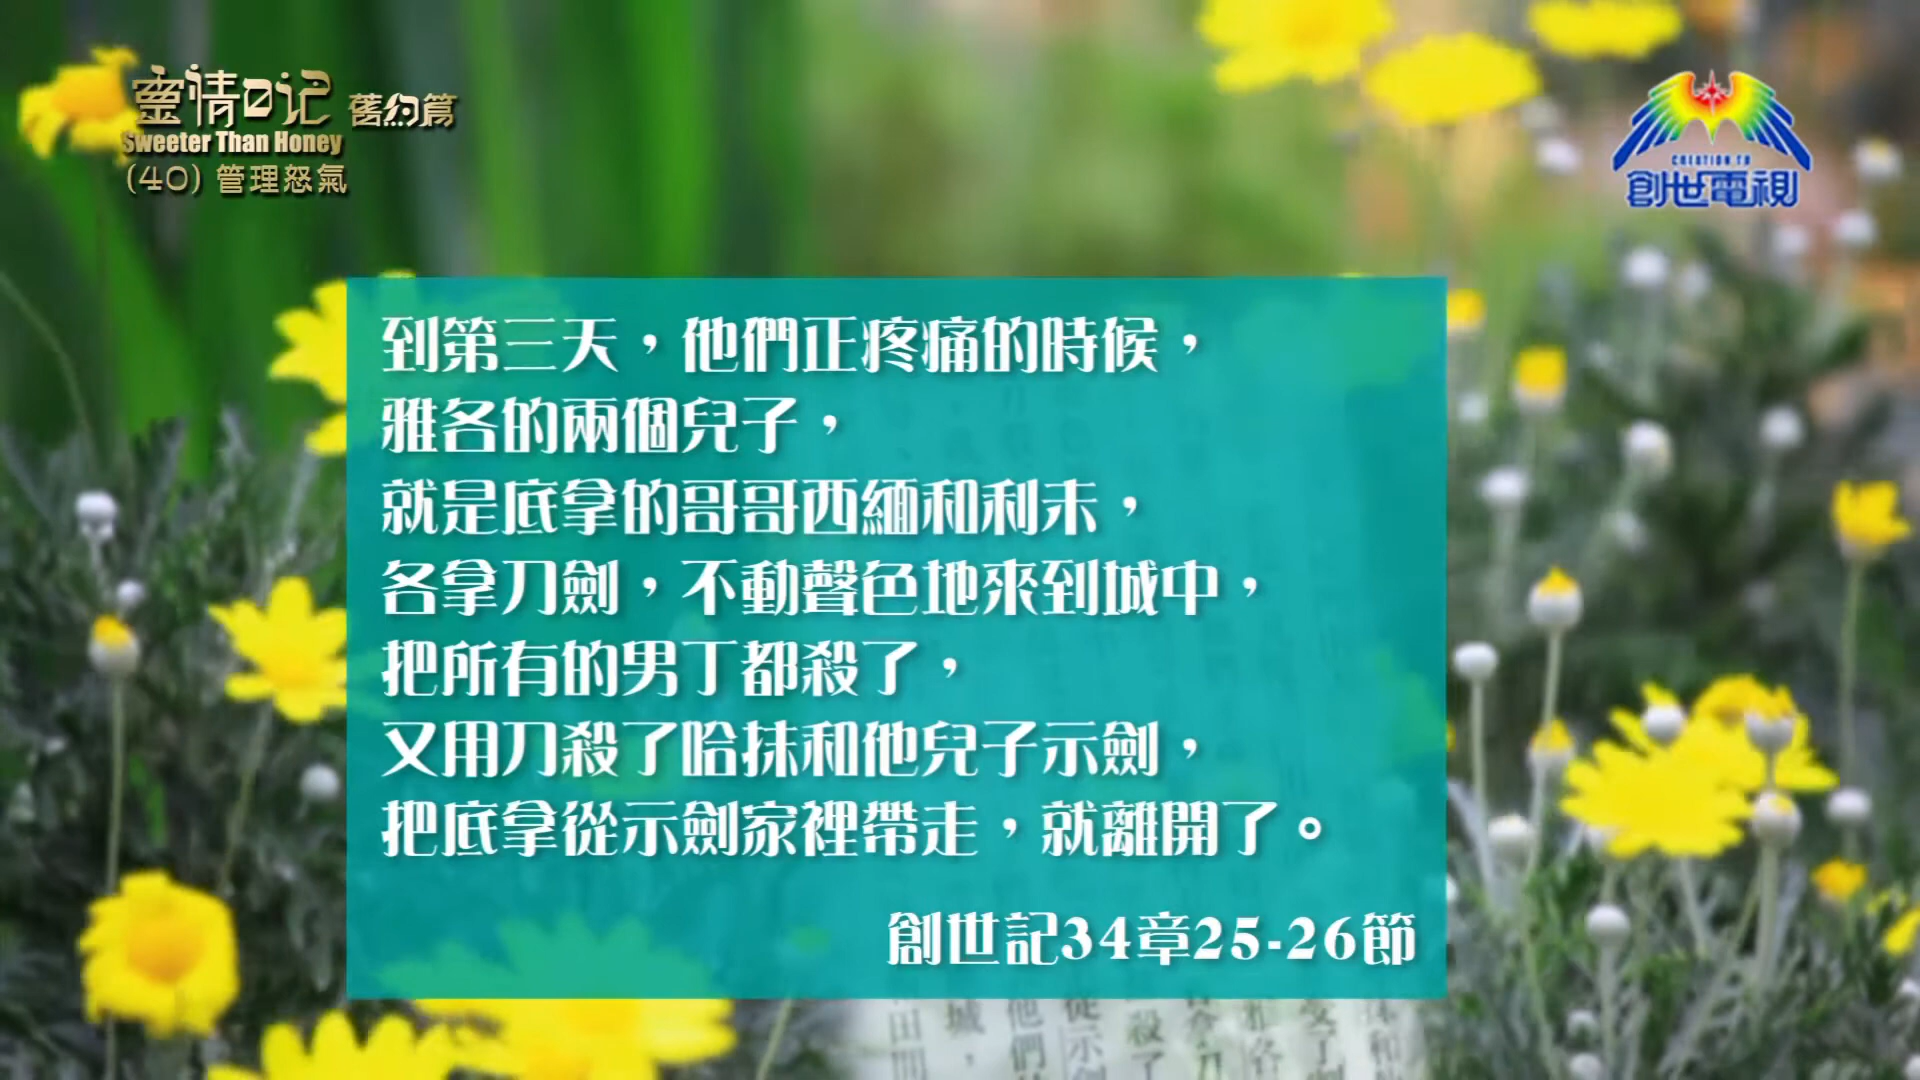 靈情日记 舊約篇
Sweeter Than Honey
(40) 管理怒氣
CREATION TV
創世電視
到第三天，他們正疼痛的時候，
雅各的兩個兒子，
就是底拿的哥哥西緬和利未，
各拿刀劍，不動聲色地來到城中，
把所有的男丁都殺了，
又用刀殺了哈抹和他兒子示劍，
把底拿從示劍家裡帶走，就離開了。
創世記34章25-26節